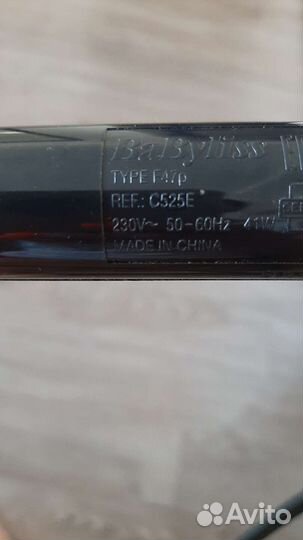 BaByliss
TYPE F47p
REF.: C525E
230V~ 50-60Hz 41W
MADE IN CHINA
Avito